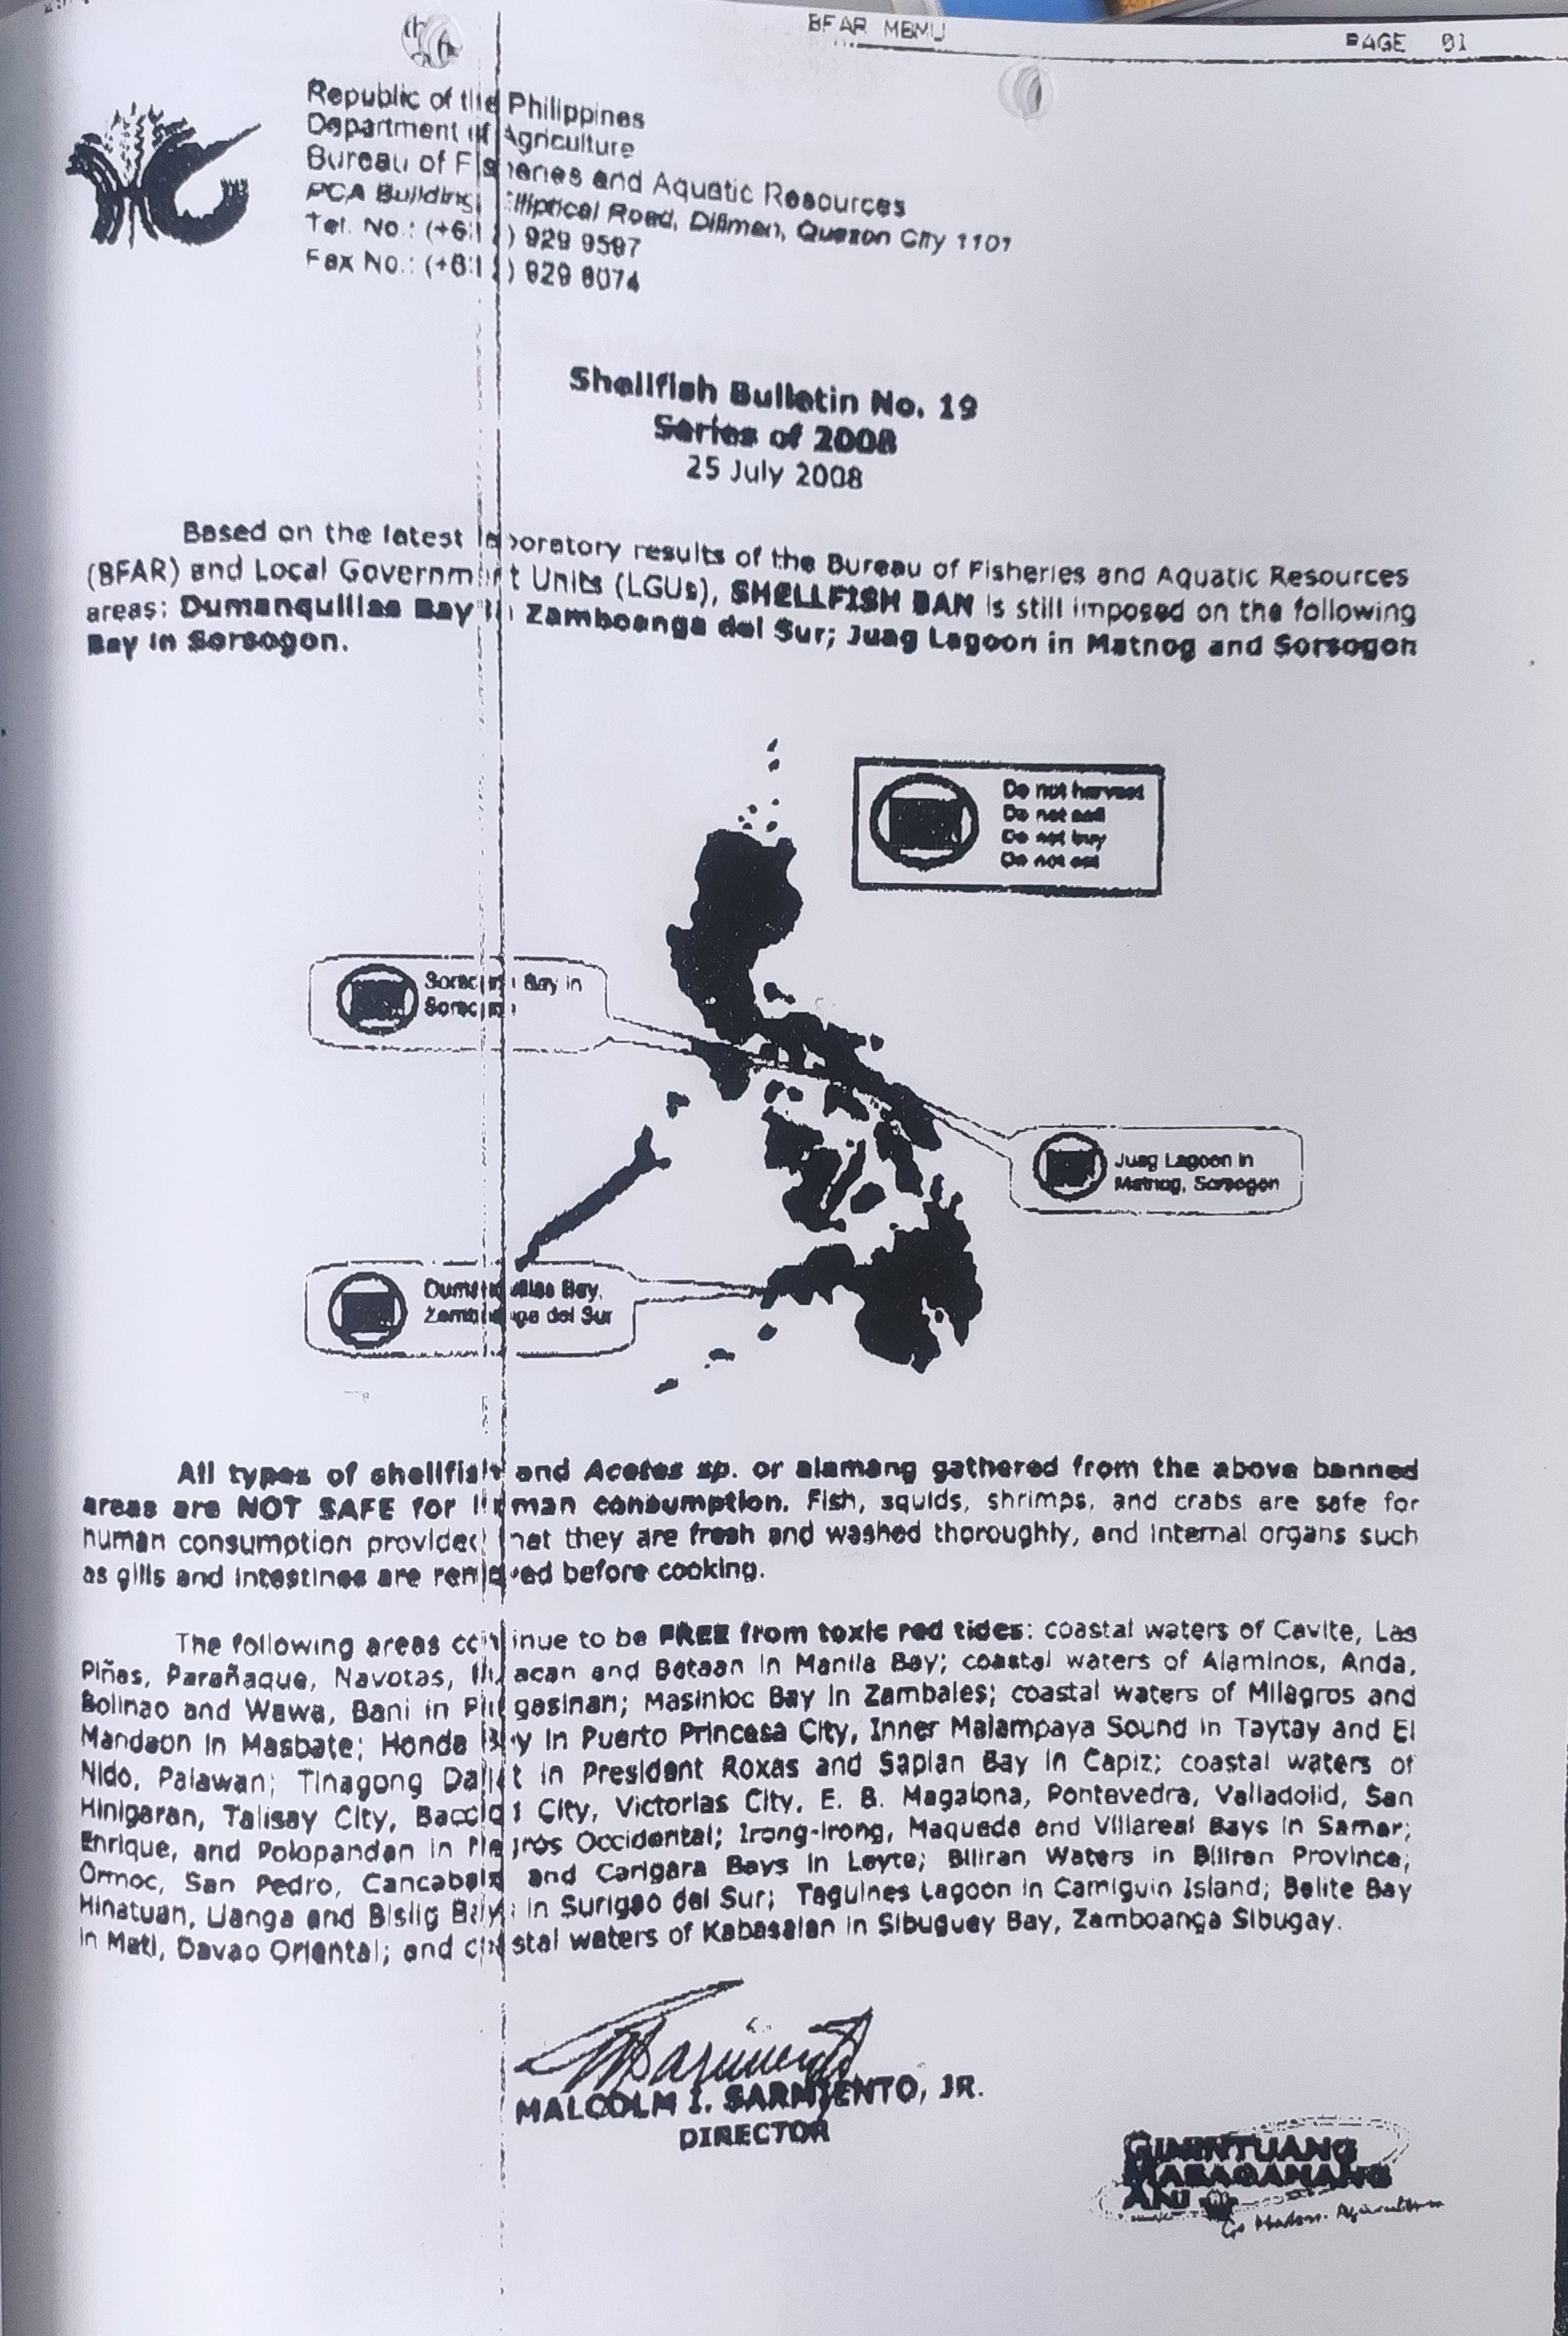 BFAR MBMU
PAGE 01
Republic of the Philippines
Department of Agriculture
Bureau of Fisheries and Aquatic Resources
PCA Building, Elliptical Road, Diliman, Quezon City 1101
Tel. No.: 929 9597
Fax No.: 929 8074
Shellfish Bulletin No. 19
Series of 2008
25 July 2008
Based on the latest laboratory results of the Bureau of Fisheries and Aquatic Resources
(BFAR) and Local Government Units (LGUs), SHELLFISH BAN is still imposed on the following
areas: Dumanquillas Bay in Zamboanga del Sur; Juag Lagoon in Matnog and Sorsogon
Bay in Sorsogon.
Do not harvest
Do not sell
Do not buy
Do not eat
Sorsogon Bay in
Sorsogon
Juag Lagoon in
Matnog, Sorsogon
Dumanquillas Bay,
Zamboanga del Sur
All types of shellfish and Acetes sp. or alamang gathered from the above banned
areas are NOT SAFE for human consumption. Fish, squids, shrimps, and crabs are safe for
human consumption provided that they are fresh and washed thoroughly, and internal organs such
as gills and intestines are removed before cooking.
The following areas continue to be FREE from toxic red tides: coastal waters of Cavite, Las
Piñas, Parañaque, Navotas, Bulacan and Bataan in Manila Bay; coastal waters of Alaminos, Anda,
Bolinao and Wawa, Bani in Pangasinan; Masinloc Bay in Zambales; coastal waters of Milagros and
Mandaon in Masbate; Honda Bay in Puerto Princesa City, Inner Malampaya Sound in Taytay and El
Nido, Palawan; Tinagong Dagat in President Roxas and Sapian Bay in Capiz; coastal waters of
Hinigaran, Talisay City, Bacolod City, Victorias City, E. B. Magalona, Pontevedra, Valladolid, San
Enrique, and Polopandan in Negros Occidental; Irong-Irong, Maqueda and Villareal Bays in Samar;
Ormoc, San Pedro, Cancabato and Carigara Bays in Leyte; Biliran Waters in Biliran Province;
Hinatuan, Lianga and Bislig Bays in Surigao del Sur; Taguines Lagoon in Camiguin Island; Balite Bay
in Mati, Davao Oriental; and coastal waters of Kabasalan in Sibuguey Bay, Zamboanga Sibugay.
MALCOLM I. SARMIENTO, JR.
DIRECTOR
GININTUANG
MASAGANANG
ANI